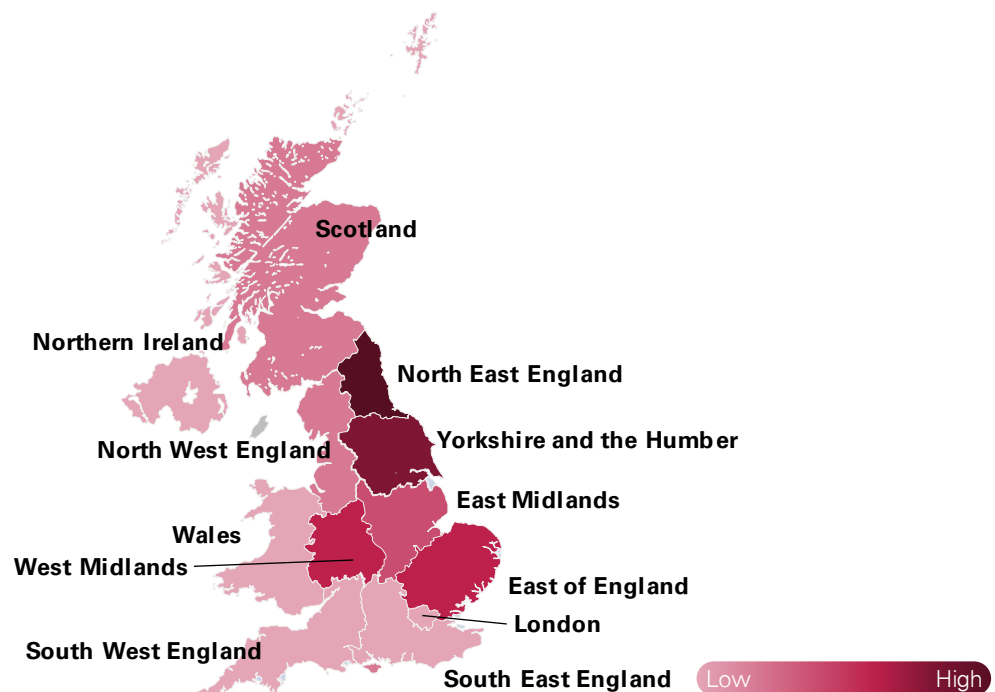 Scotland
Northern Ireland
North East England
Yorkshire and the Humber
North West England
East Midlands
Wales
West Midlands
East of England
London
South West England
South East England
Low High